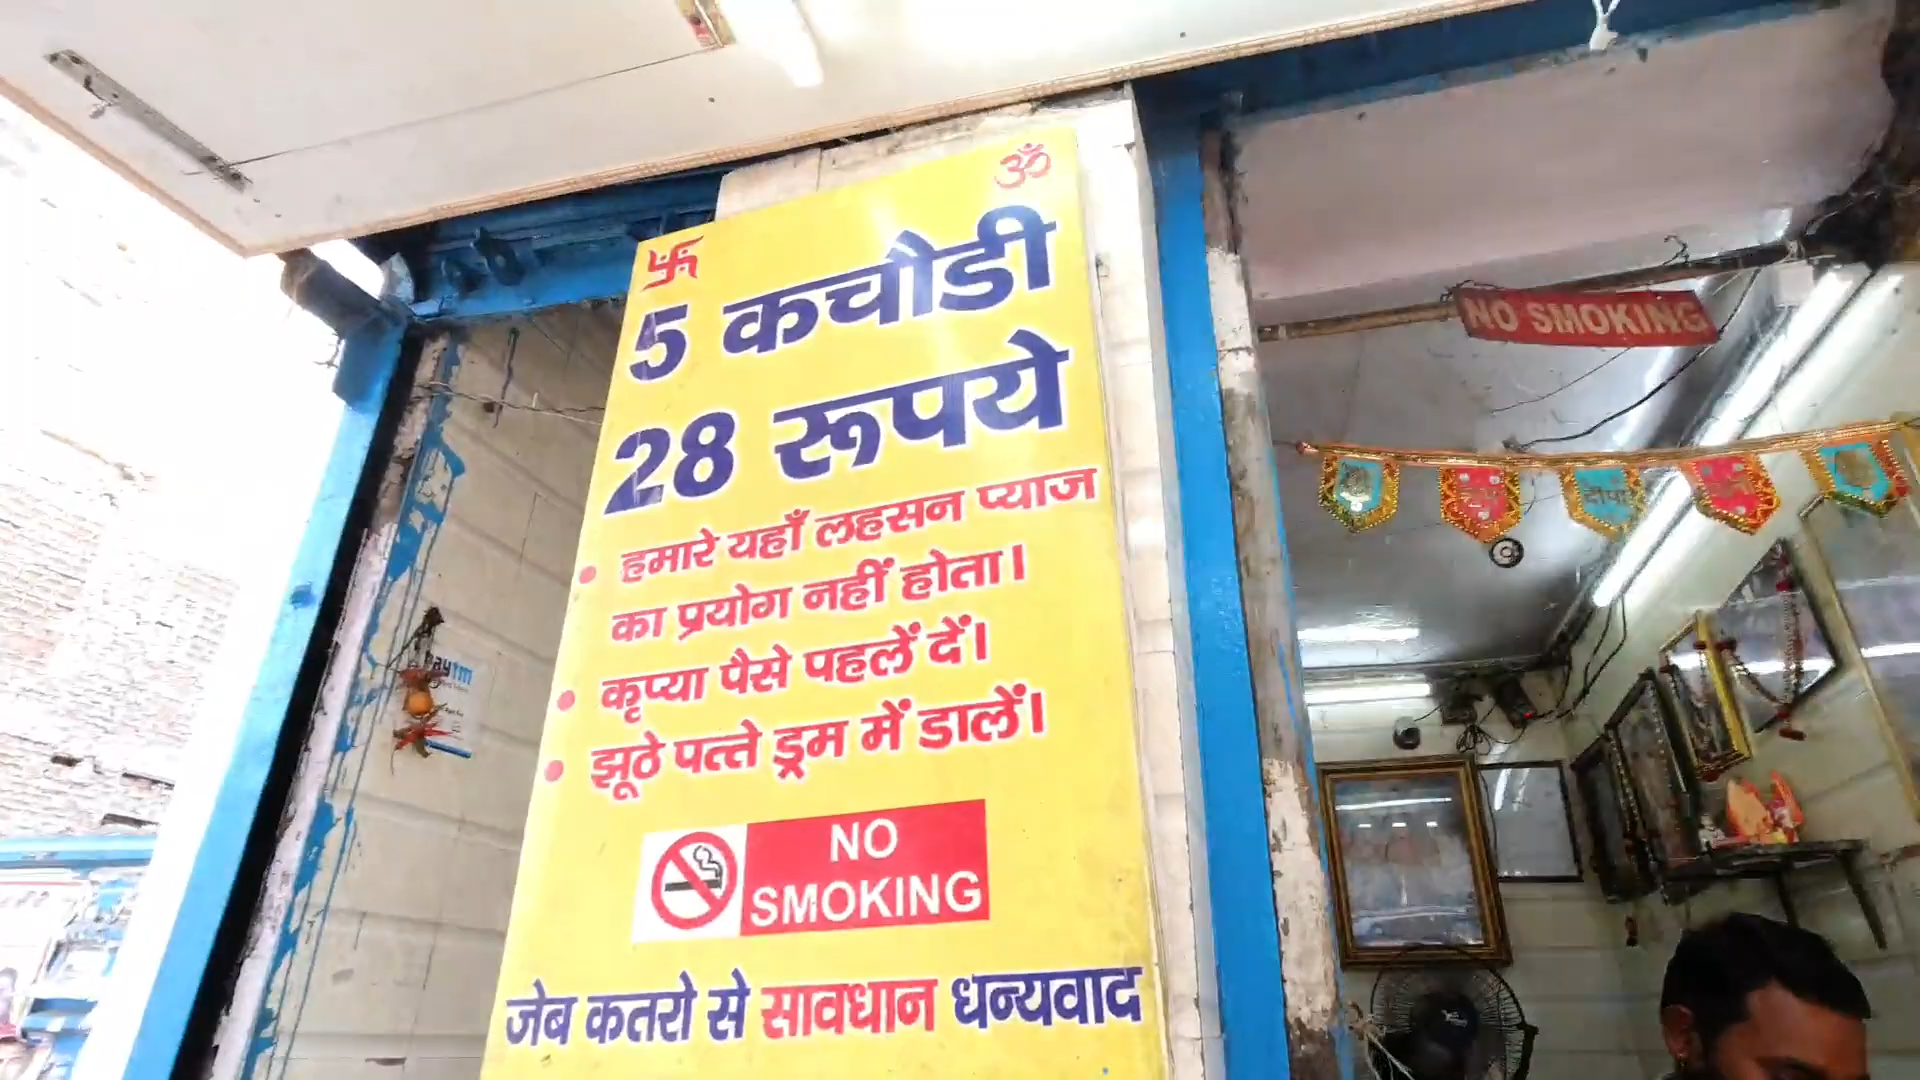 ॐ
5 कचौडी
28 रूपये
• हमारे यहाँ लहसन प्याज
का प्रयोग नहीं होता।
• कृप्या पैसे पहलें दें।
• झूठे पत्ते ड्रम में डालें।
NO
SMOKING
जेब कतरो से सावधान धन्यवाद
NO SMOKING
paytm